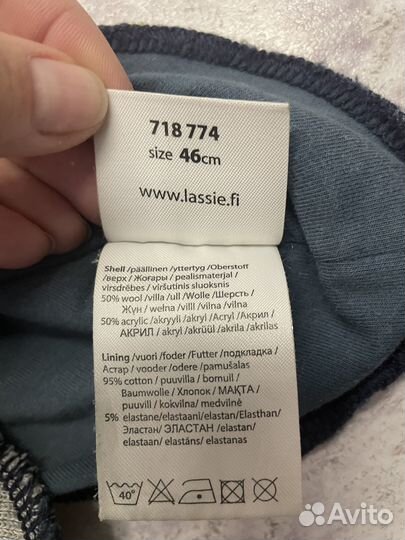 718 774
size 46cm
www.lassie.fi
Shell/päällinen/yttertyg/Oberstoff
/верх/Жоғары/pealismaterjal/
virsdrēbes/viršutinis sluoksnis
50% wool/villa/ull/Wolle/Шерсть/
Жүн/wełna/vill/vilna/vilna
50% acrylic/akryyli/akryl/Acryl/Акрил/
АКРИЛ/akryl/akrüül/akrila/akrilas
Lining/vuori/foder/Futter/подкладка/
Астар/vooder/odere/pamušalas
95% cotton/puuvilla/bomull/
Baumwolle/Хлопок/МАҚТА/
puuvill/kokvilna/medvilnė
5% elastane/elastaani/elastan/Elasthan/
Эластан/ЭЛАСТАН/elastan/
elastaan/elastāns/elastanas
40°
Avito